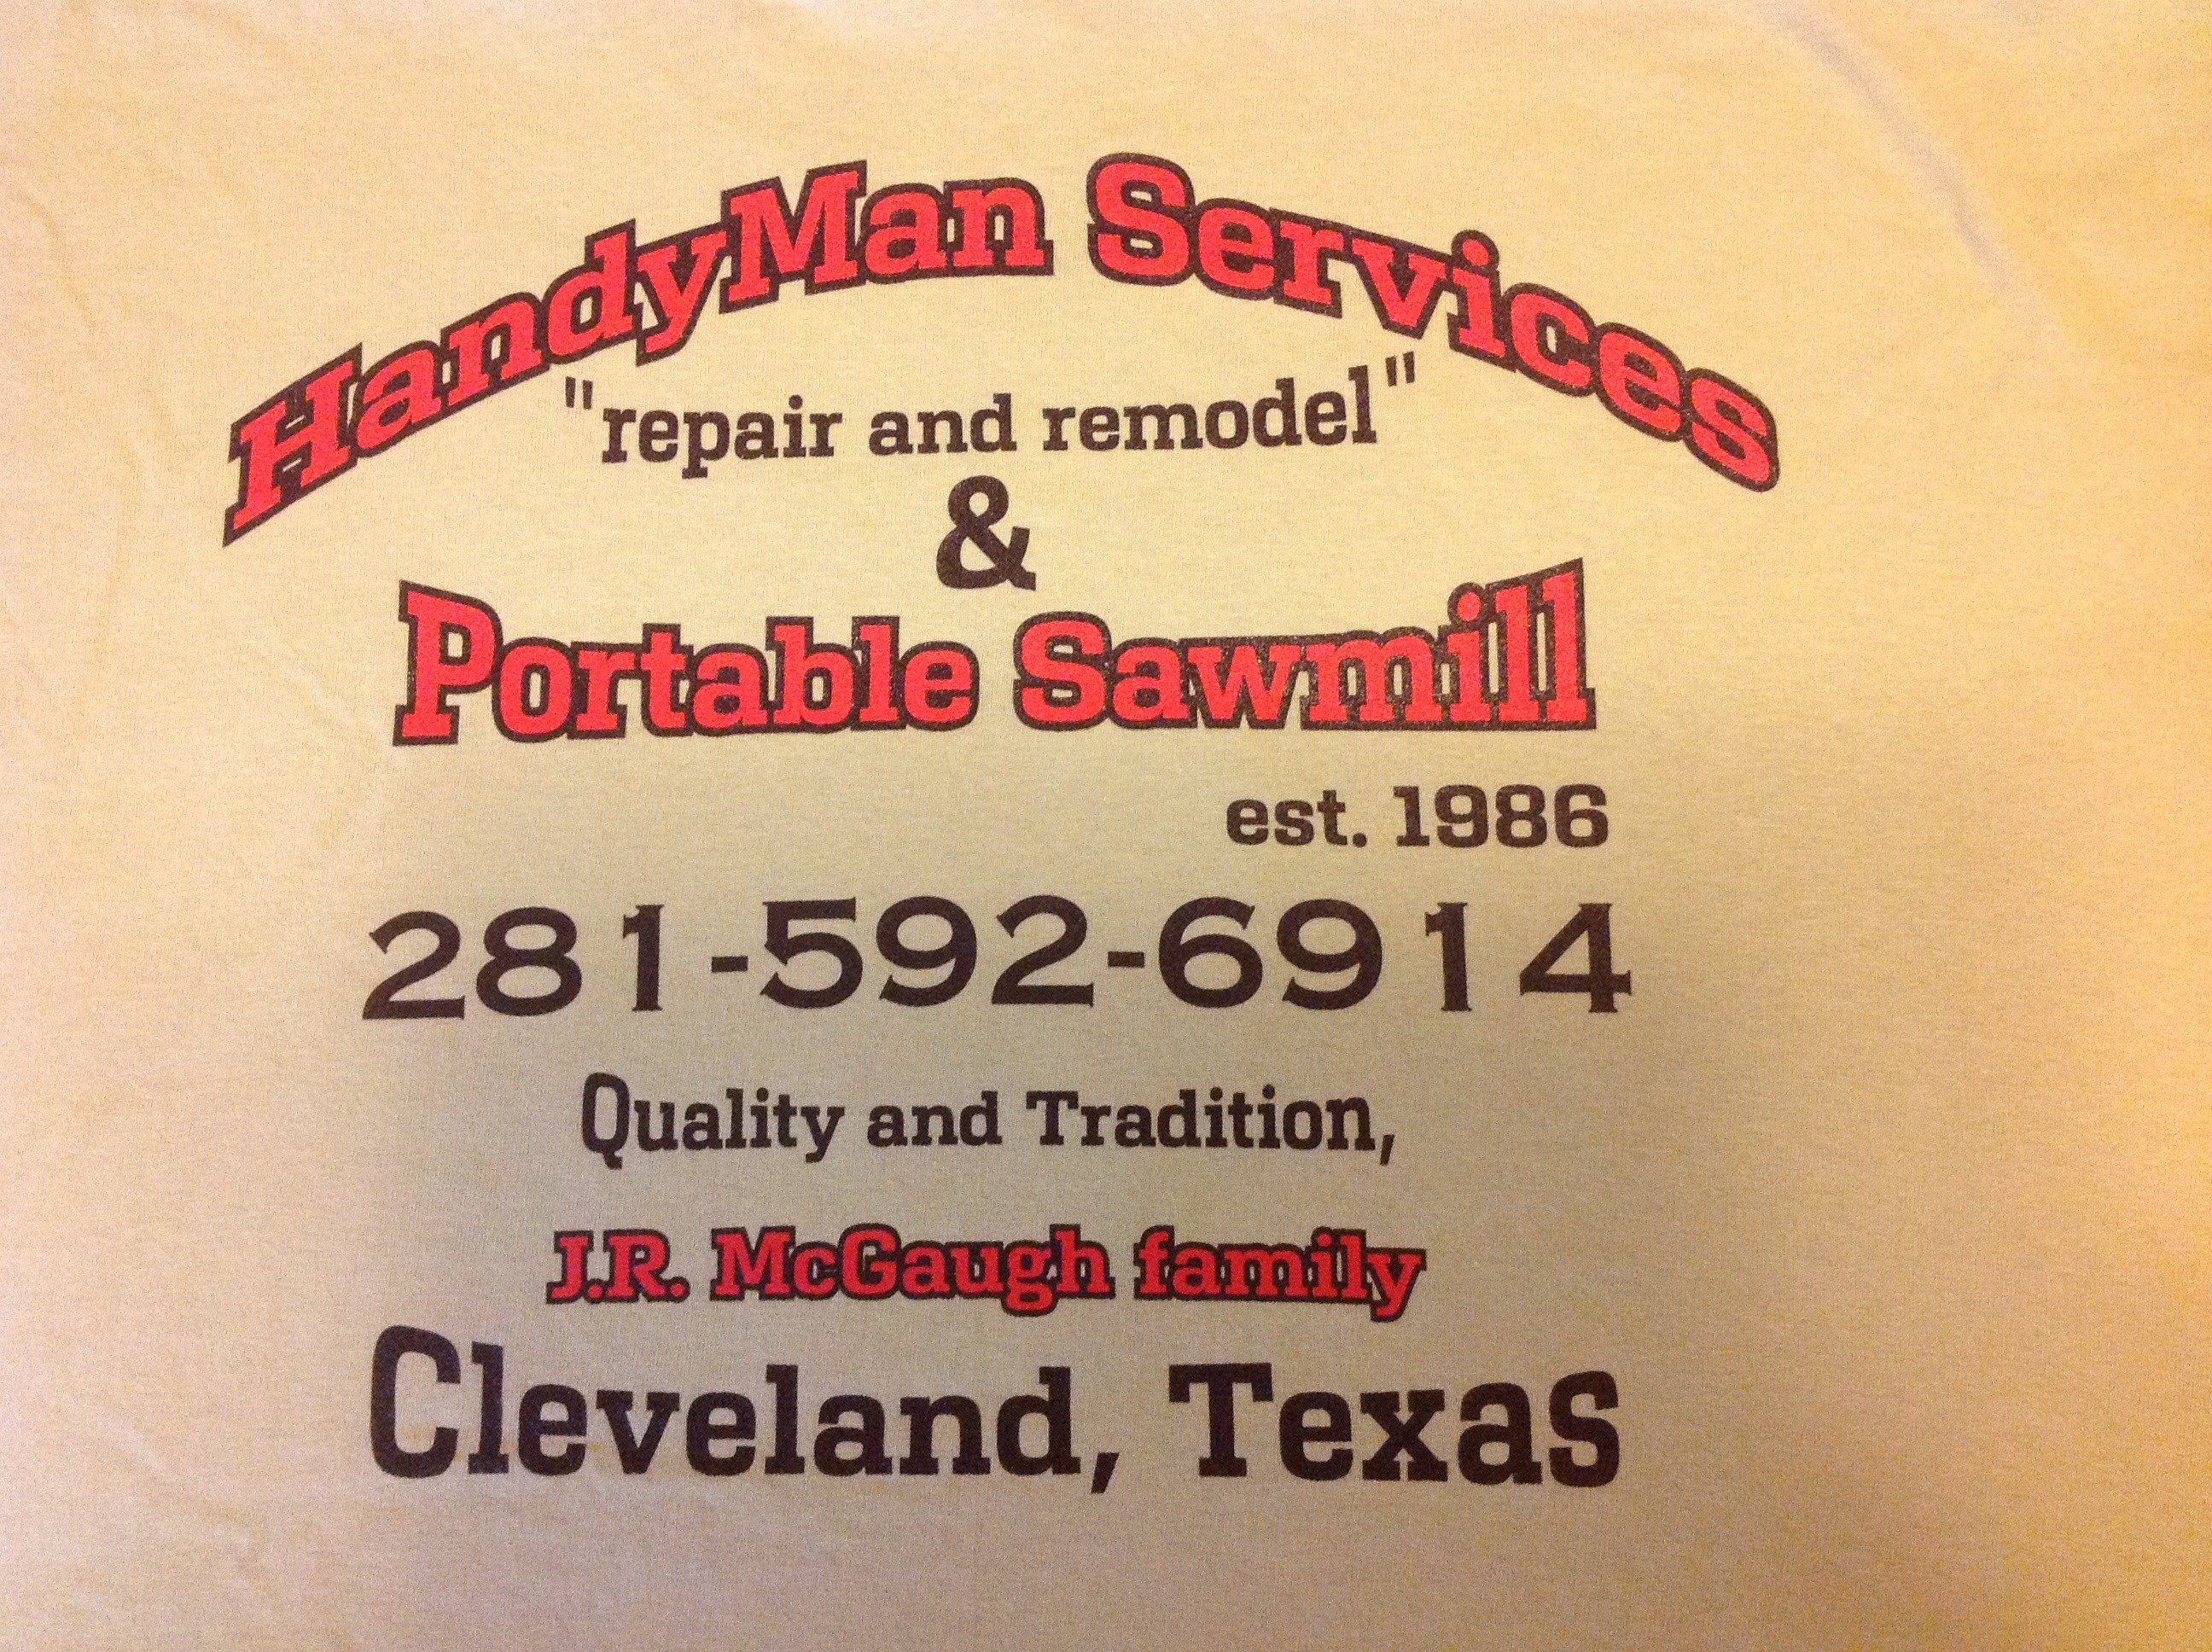 HandyMan Services
"repair and remodel"
&
Portable Sawmill
est. 1986
281-592-6914
Quality and Tradition,
J.R. McGaugh family
Cleveland, Texas